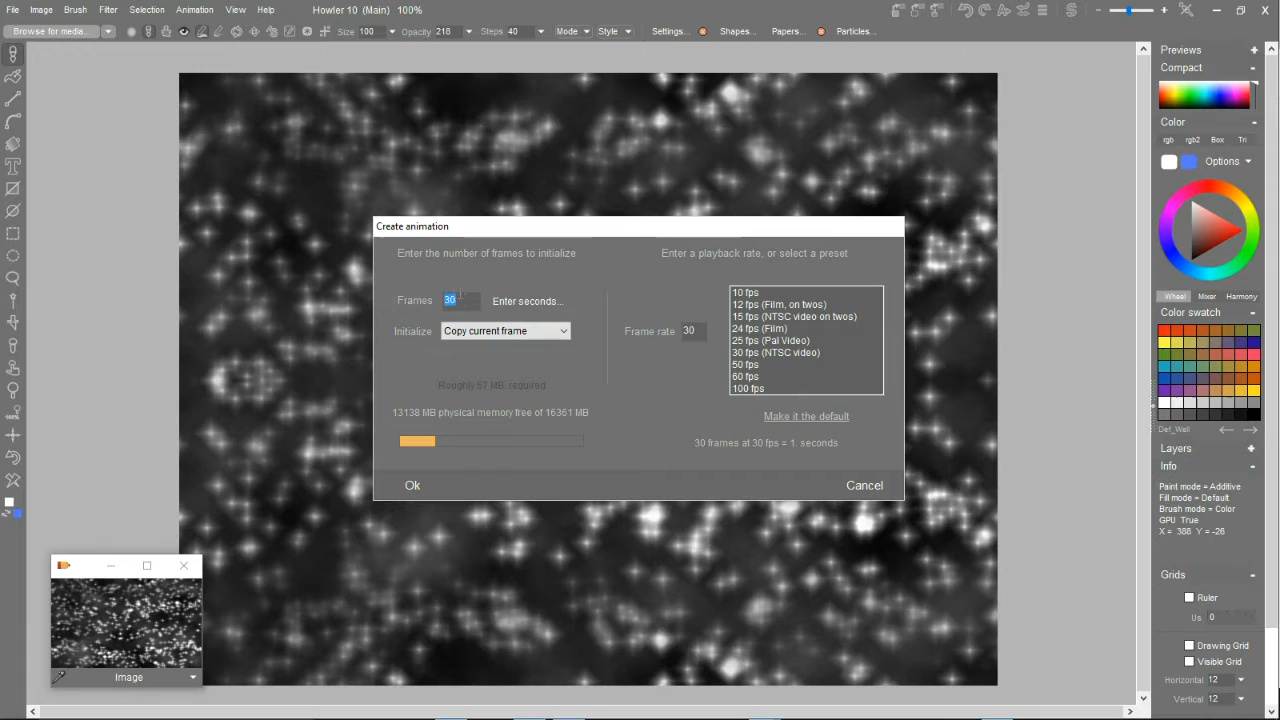 File Image Brush Filter Selection Animation View Help Howler 10 (Main) 100%
Browse for media... Size 100 Opacity 218 Steps 40 Mode Style Settings... Shapes... Papers... Particles...
Previews
Compact
Color
rgb rgb2 Box Tri
Options
Wheel Mixer Harmony
Color swatch
Def_Wall
Layers
Info
Paint mode = Additive
Fill mode = Default
Brush mode = Color
GPU True
X = 388 Y = -26
Grids
Ruler
Us 0
Drawing Grid
Visible Grid
Horizontal 12
Vertical 12
Create animation
Enter the number of frames to initialize
Frames 30 Enter seconds...
Initialize Copy current frame
Roughly 87 MB. required
13138 MB physical memory free of 16361 MB
Enter a playback rate, or select a preset
Frame rate 30
10 fps
12 fps (Film, on twos)
15 fps (NTSC video on twos)
24 fps (Film)
25 fps (Pal Video)
30 fps (NTSC video)
50 fps
60 fps
100 fps
Make it the default
30 frames at 30 fps = 1. seconds
Ok Cancel
Image